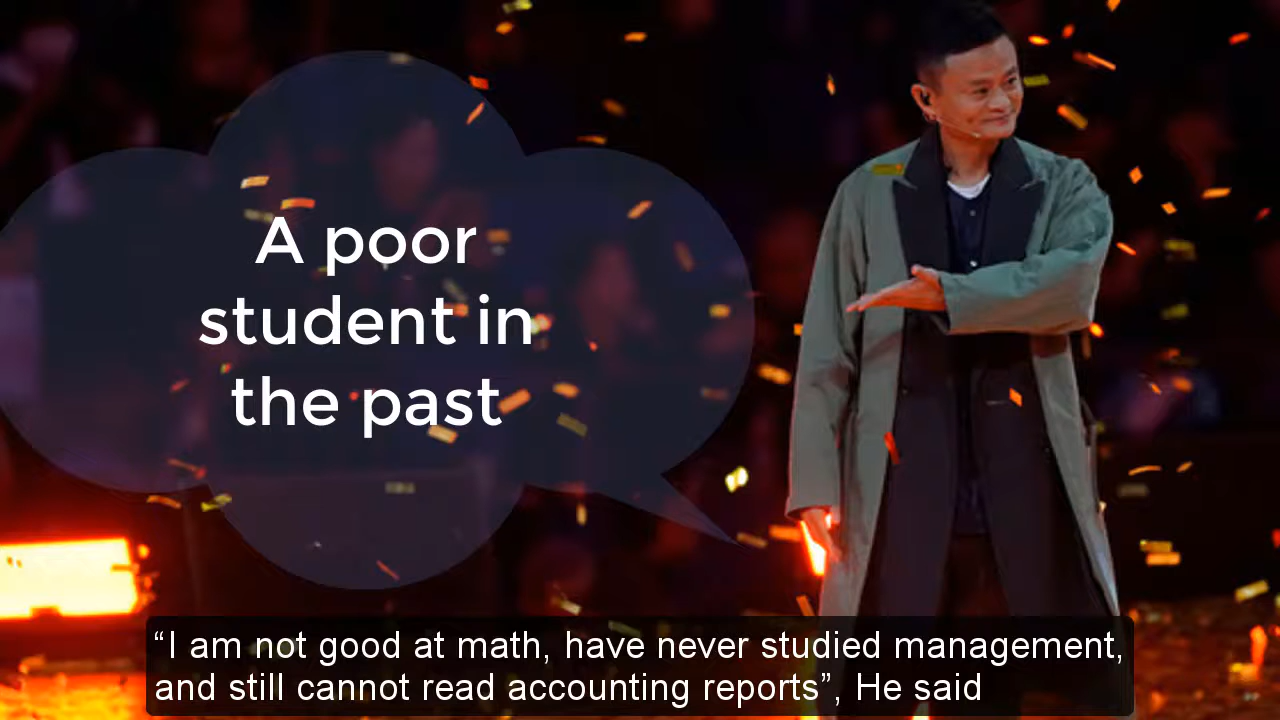 A poor
student in
the past
“I am not good at math, have never studied management,
and still cannot read accounting reports”, He said